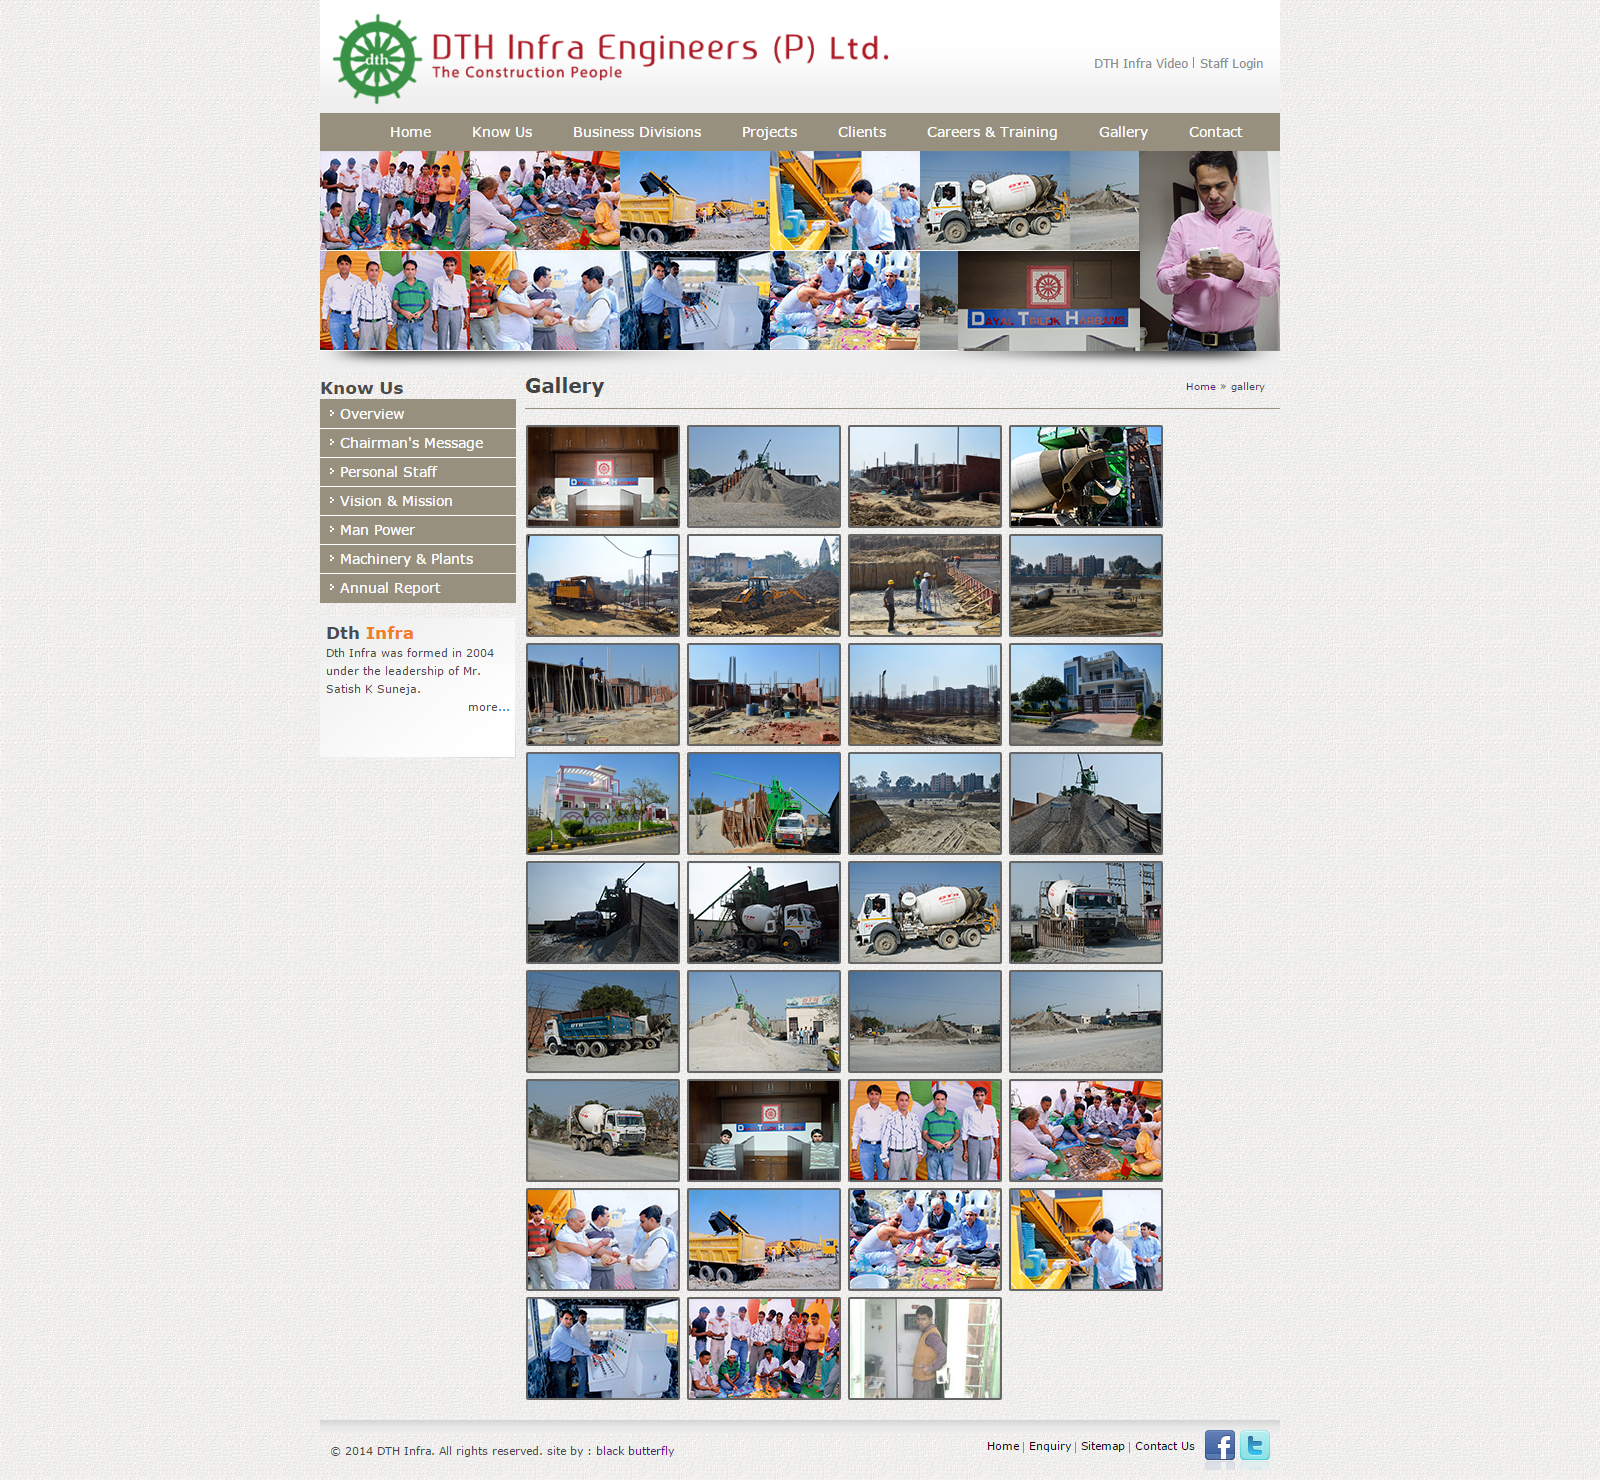 dth
DTH Infra Engineers (P) Ltd.
The Construction People
DTH Infra Video | Staff Login
Home Know Us Business Divisions Projects Clients Careers & Training Gallery Contact
DAYAL TRILOK HARBANS
Know Us
Overview
Chairman's Message
Personal Staff
Vision & Mission
Man Power
Machinery & Plants
Annual Report
Dth Infra
Dth Infra was formed in 2004
under the leadership of Mr.
Satish K Suneja.
more...
Gallery
Home » gallery
© 2014 DTH Infra. All rights reserved. site by : black butterfly
Home | Enquiry | Sitemap | Contact Us